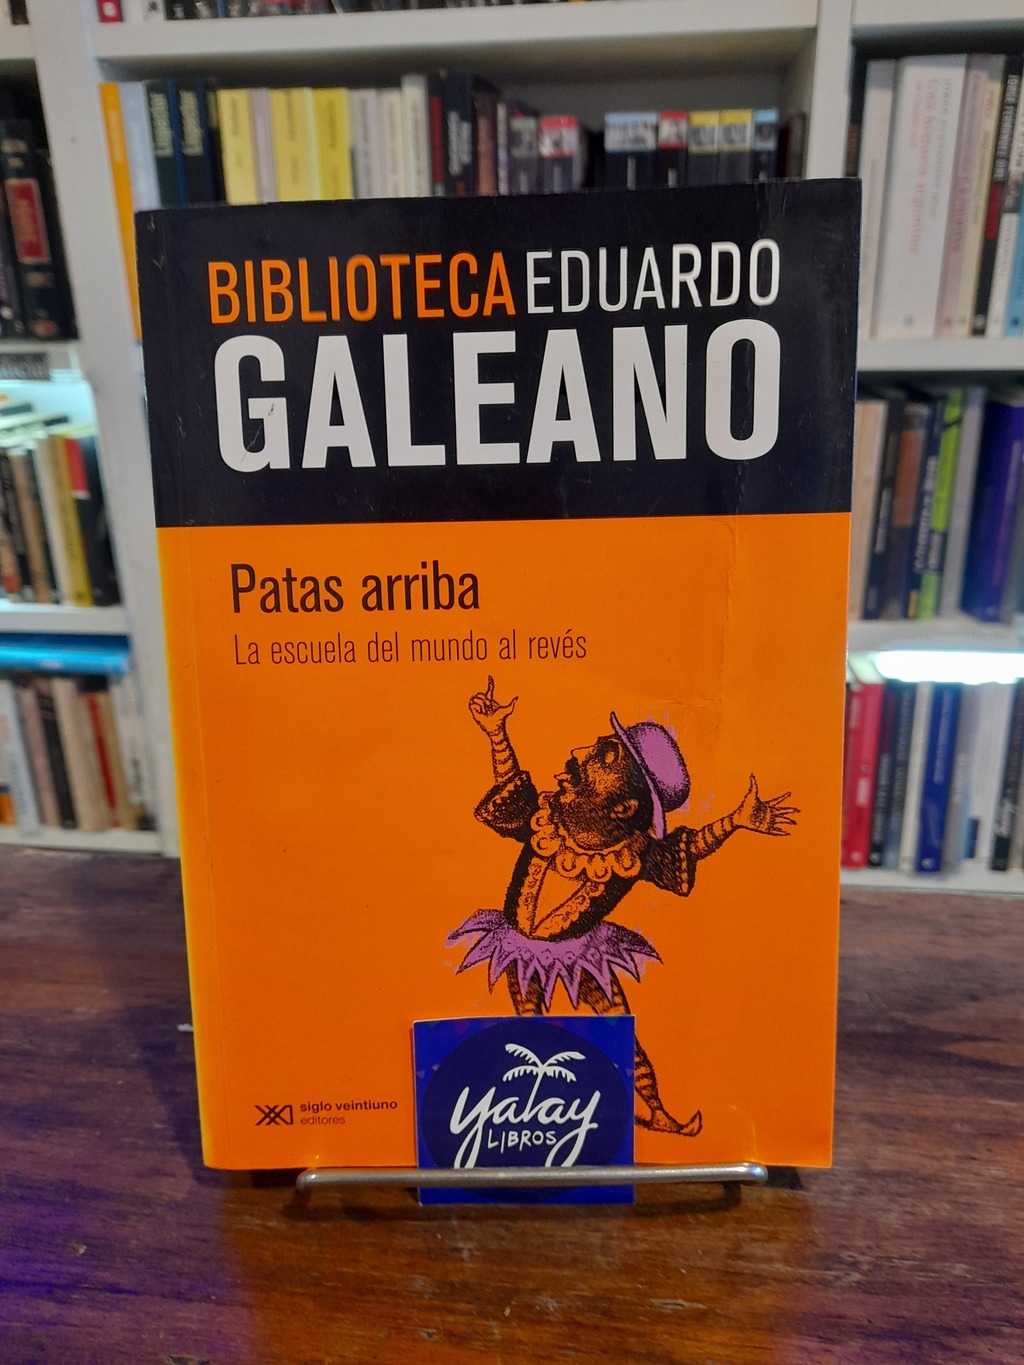 BIBLIOTECA EDUARDO
GALEANO
Patas arriba
La escuela del mundo al revés
siglo veintiuno
editores
yatay
LIBROS